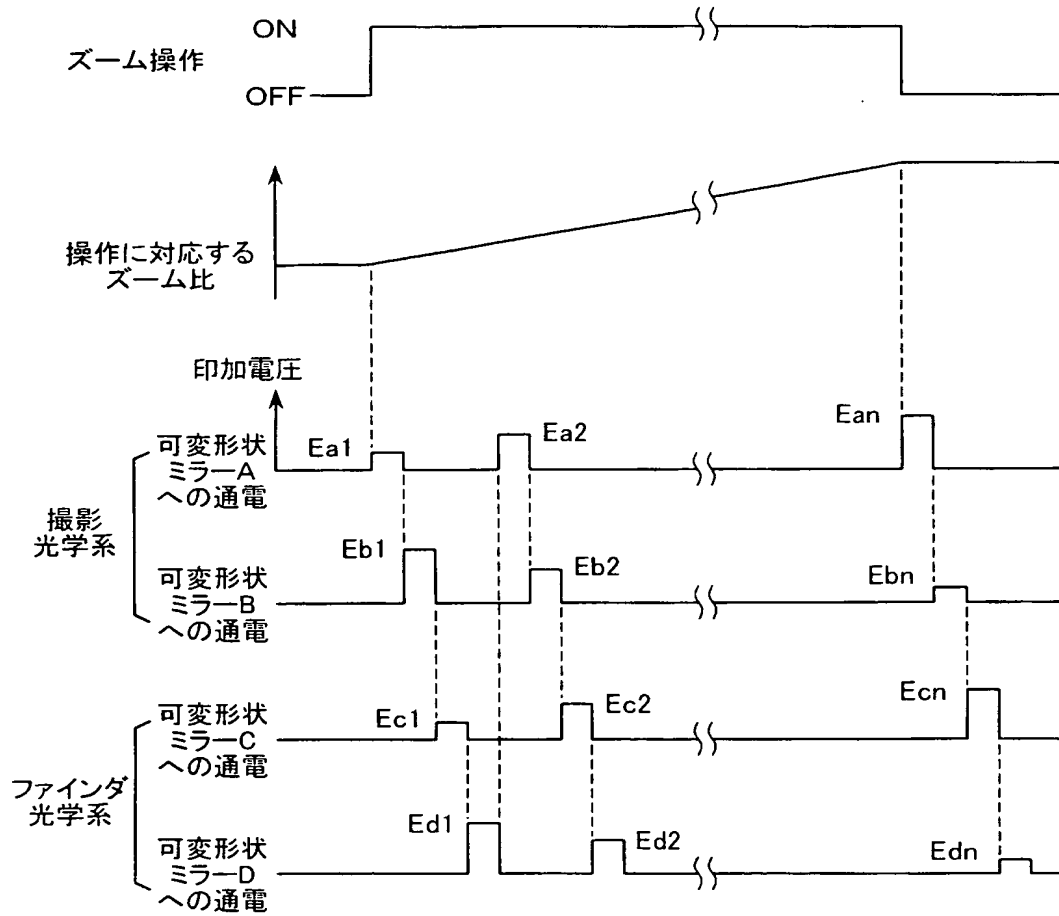 ON
ズーム操作
OFF
操作に対応する
ズーム比
印加電圧
撮影
光学系
可変形状
ミラーA
への通電
Ea1
Ea2
Ean
可変形状
ミラーB
への通電
Eb1
Eb2
Ebn
ファインダ
光学系
可変形状
ミラーC
への通電
Ec1
Ec2
Ecn
可変形状
ミラーD
への通電
Ed1
Ed2
Edn